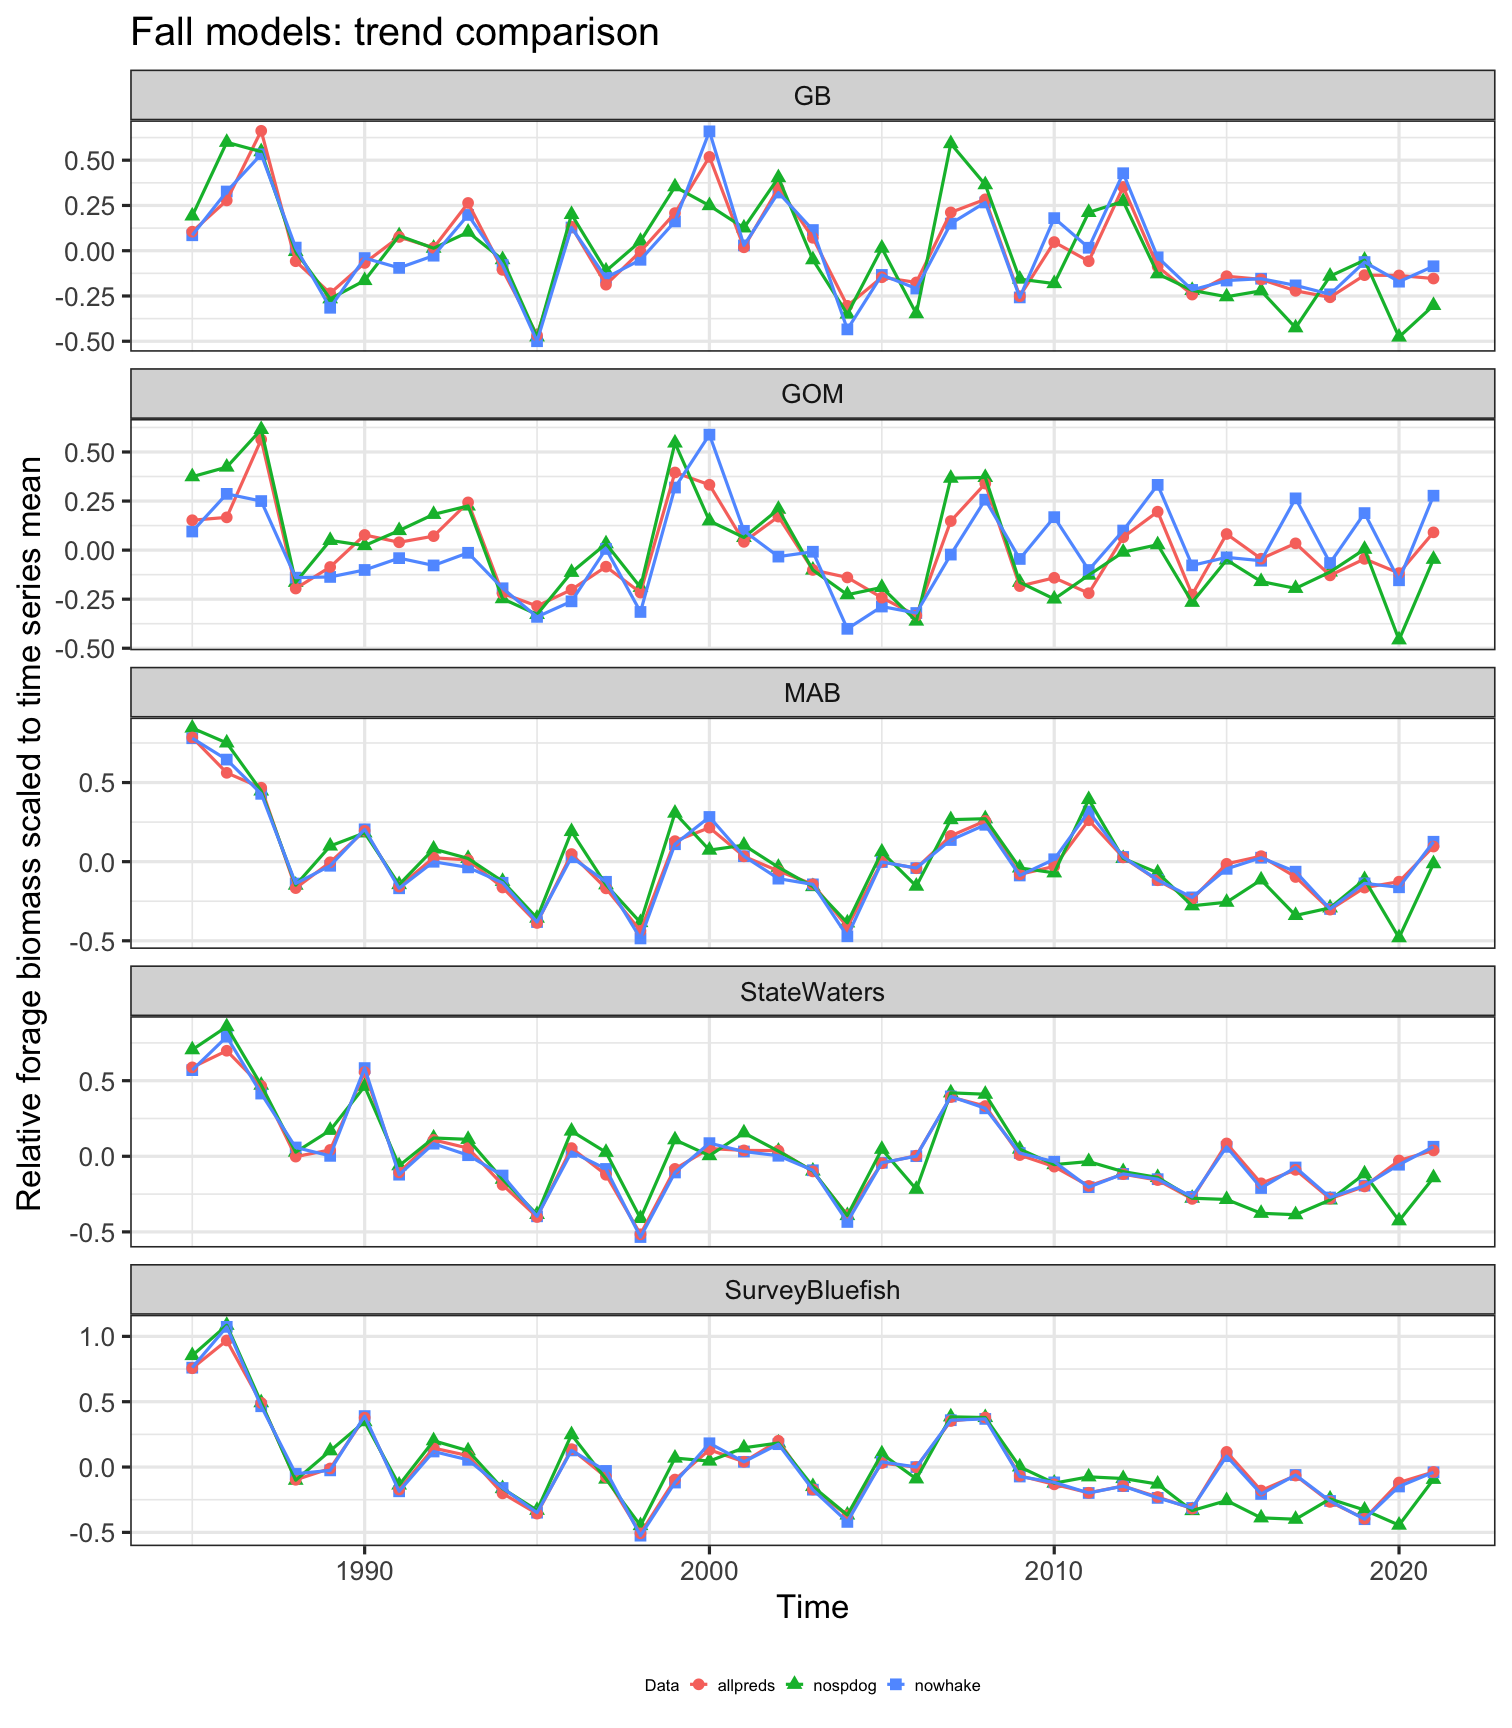 Fall models: trend comparison
GB
0.50
0.25
0.00
-0.25
-0.50
GOM
0.50
0.25
0.00
-0.25
-0.50
MAB
0.5
0.0
-0.5
StateWaters
0.5
0.0
-0.5
SurveyBluefish
1.0
0.5
0.0
-0.5
Relative forage biomass scaled to time series mean
1990 2000 2010 2020
Time
Data allpreds nospdog nowhake